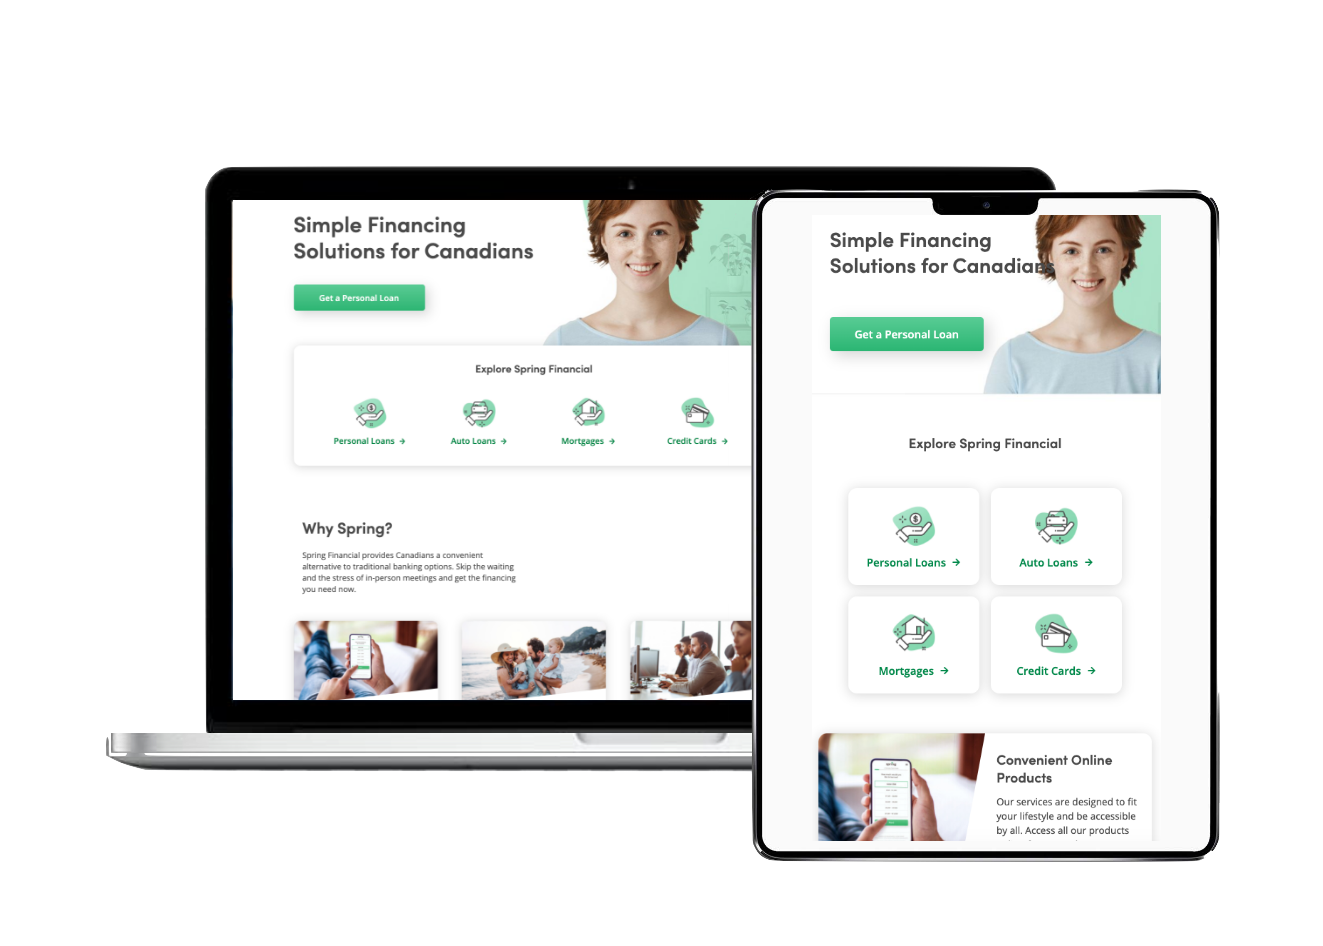 Simple Financing
Solutions for Canadians
Get a Personal Loan
Explore Spring Financial
Personal Loans →
Auto Loans →
Mortgages →
Credit Cards →
Why Spring?
Spring Financial provides Canadians a convenient
alternative to traditional banking options. Skip the waiting
and the stress of in-person meetings and get the financing
you need now.
Simple Financing
Solutions for Canadians
Get a Personal Loan
Explore Spring Financial
Personal Loans →
Auto Loans →
Mortgages →
Credit Cards →
Convenient Online
Products
Our services are designed to fit
your lifestyle and be accessible
by all. Access all our products